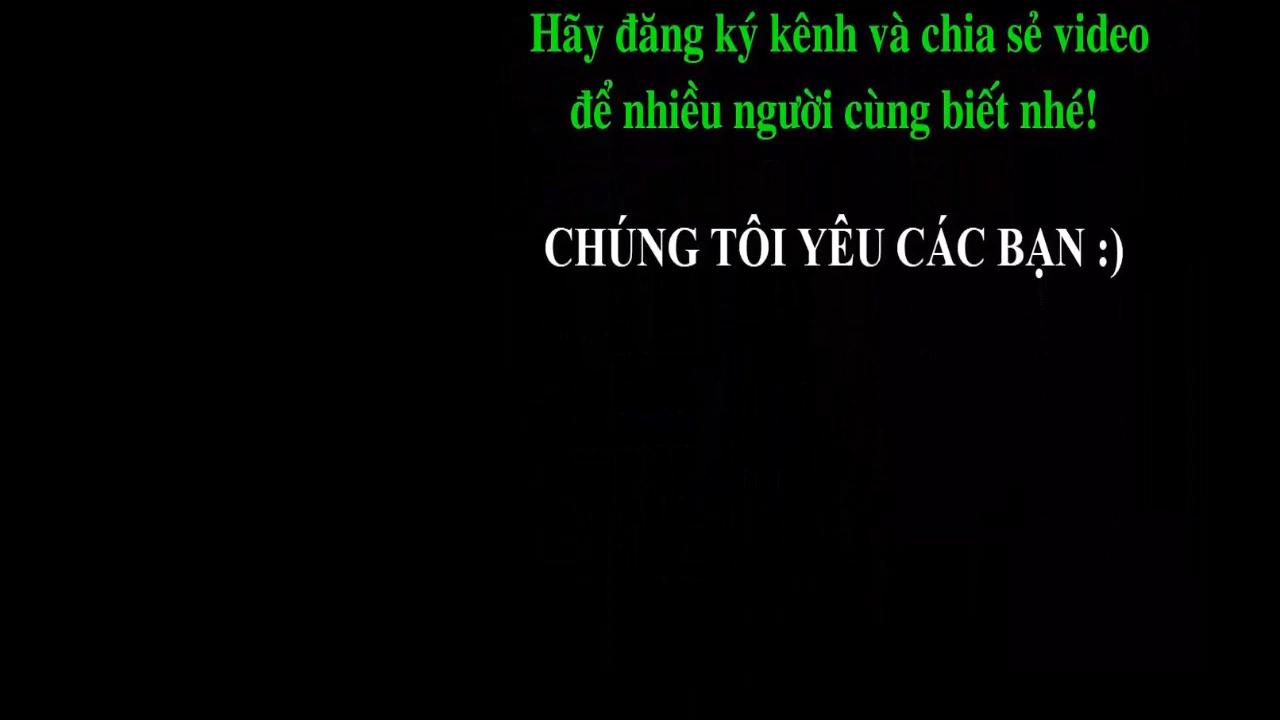 Hãy đăng ký kênh và chia sẻ video
để nhiều người cùng biết nhé!
CHÚNG TÔI YÊU CÁC BẠN :)